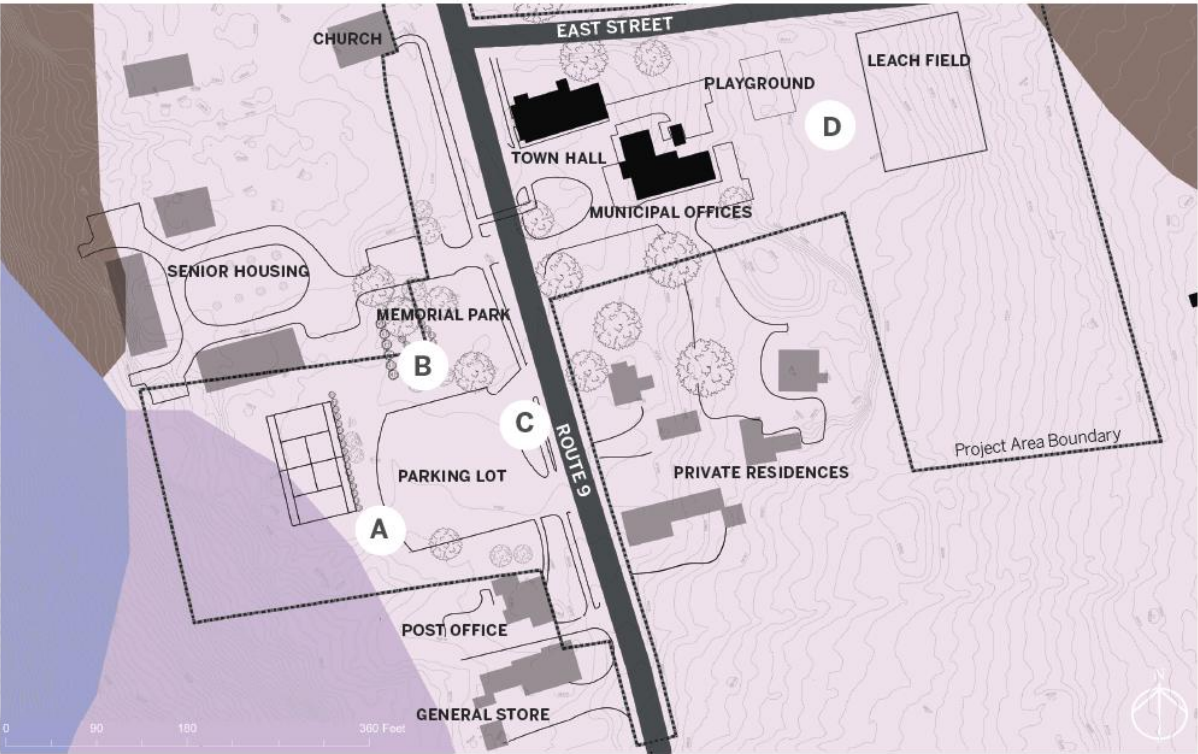 EAST STREET
CHURCH
LEACH FIELD
PLAYGROUND
D
TOWN HALL
MUNICIPAL OFFICES
SENIOR HOUSING
MEMORIAL PARK
B
C
ROUTE 9
Project Area Boundary
PARKING LOT
PRIVATE RESIDENCES
A
POST OFFICE
GENERAL STORE
0 90 180 360 Feet
N